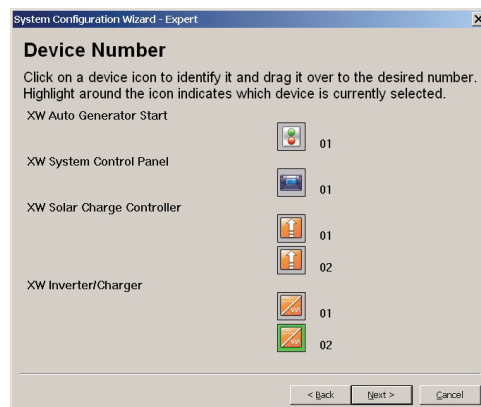 System Configuration Wizard - Expert
Device Number
Click on a device icon to identify it and drag it over to the desired number.
Highlight around the icon indicates which device is currently selected.
XW Auto Generator Start
01
XW System Control Panel
01
XW Solar Charge Controller
01
02
XW Inverter/Charger
01
02
< Back Next > Cancel